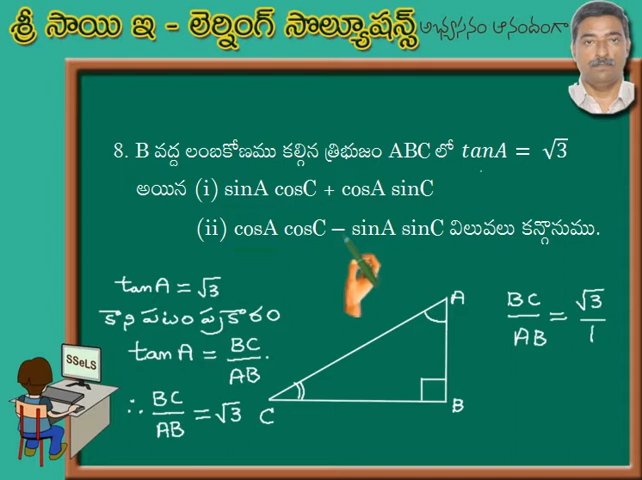 శ్రీ సాయి ఇ - లెర్నింగ్ సొల్యూషన్స్ అభ్యసనం ఆనందంగా
8. B వద్ద లంబకోణము కల్గిన త్రిభుజం ABC లో tanA = √3
అయిన (i) sinA cosC + cosA sinC
(ii) cosA cosC − sinA sinC విలువలు కన్గొనుము.
tanA = √3
కాని పటం ప్రకారం
tanA = BC/AB.
∴ BC/AB = √3
A
B
C
BC/AB = √3/1
SSeLS